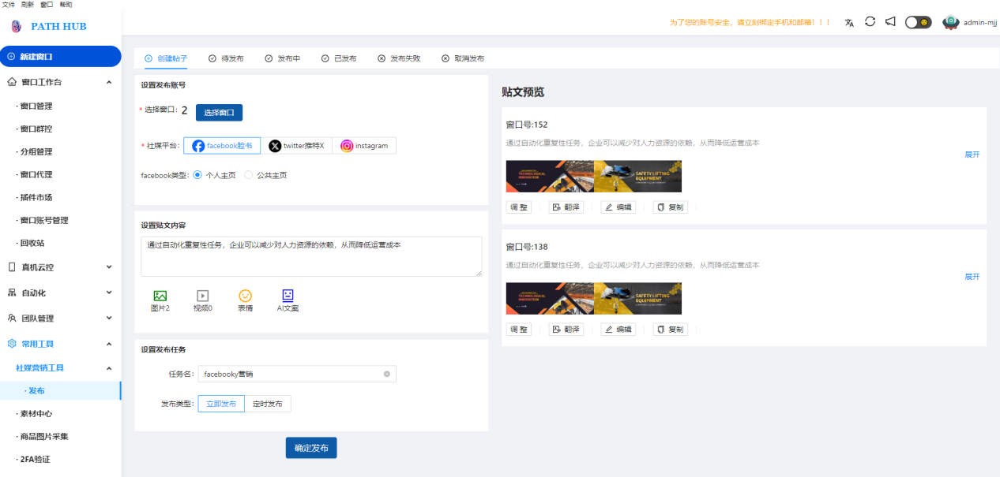 文件 刷新 窗口 帮助
PATH HUB
为了您的账号安全，请立刻绑定手机和邮箱！！！
admin-mjj
新建窗口
窗口工作台
· 窗口管理
· 窗口群控
· 分组管理
· 窗口代理
· 插件市场
· 窗口账号管理
· 回收站
真机云控
自动化
团队管理
常用工具
社媒营销工具
· 发布
· 素材中心
· 商品图片采集
· 2FA验证
创建帖子 待发布 发布中 已发布 发布失败 取消发布
设置发布账号
* 选择窗口: 2 选择窗口
* 社媒平台: facebook脸书 twitter推特X instagram
facebook类型: 个人主页 公共主页
设置贴文内容
通过自动化重复性任务，企业可以减少对人力资源的依赖，从而降低运营成本
图片2 视频0 表情 AI文案
设置发布任务
任务名: facebooky营销
发布类型: 立即发布 定时发布
确定发布
贴文预览
窗口号:152
通过自动化重复性任务，企业可以减少对人力资源的依赖，从而降低运营成本
展开
TECHNOLOGICAL
INNOVATION
SAFETY LIFTING
EQUIPMENT
调 整 翻译 编辑 复制
窗口号:138
通过自动化重复性任务，企业可以减少对人力资源的依赖，从而降低运营成本
展开
TECHNOLOGICAL
INNOVATION
SAFETY LIFTING
EQUIPMENT
调 整 翻译 编辑 复制